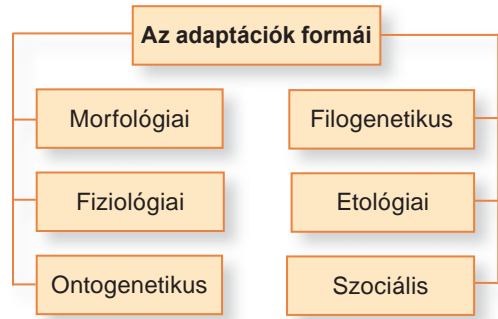 Az adaptációk formái
Morfológiai
Filogenetikus
Fiziológiai
Etológiai
Ontogenetikus
Szociális